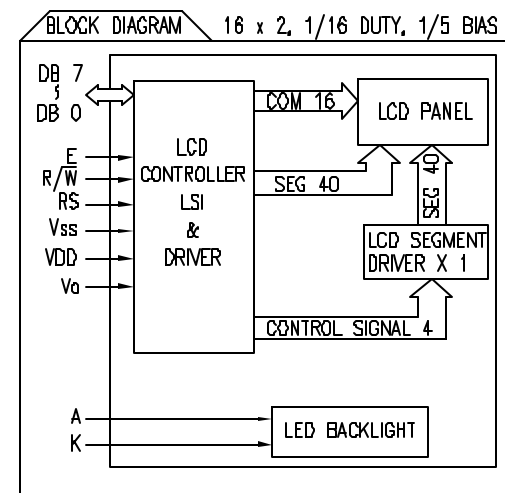 BLOCK DIAGRAM 16 x 2, 1/16 DUTY, 1/5 BIAS
DB 7
DB 0
E
R/W
RS
Vss
VDD
Vo
LCD
CONTROLLER
LSI
&
DRIVER
COM 16
SEG 40
LCD PANEL
SEG 40
LCD SEGMENT
DRIVER X 1
CONTROL SIGNAL 4
A
K
LED BACKLIGHT